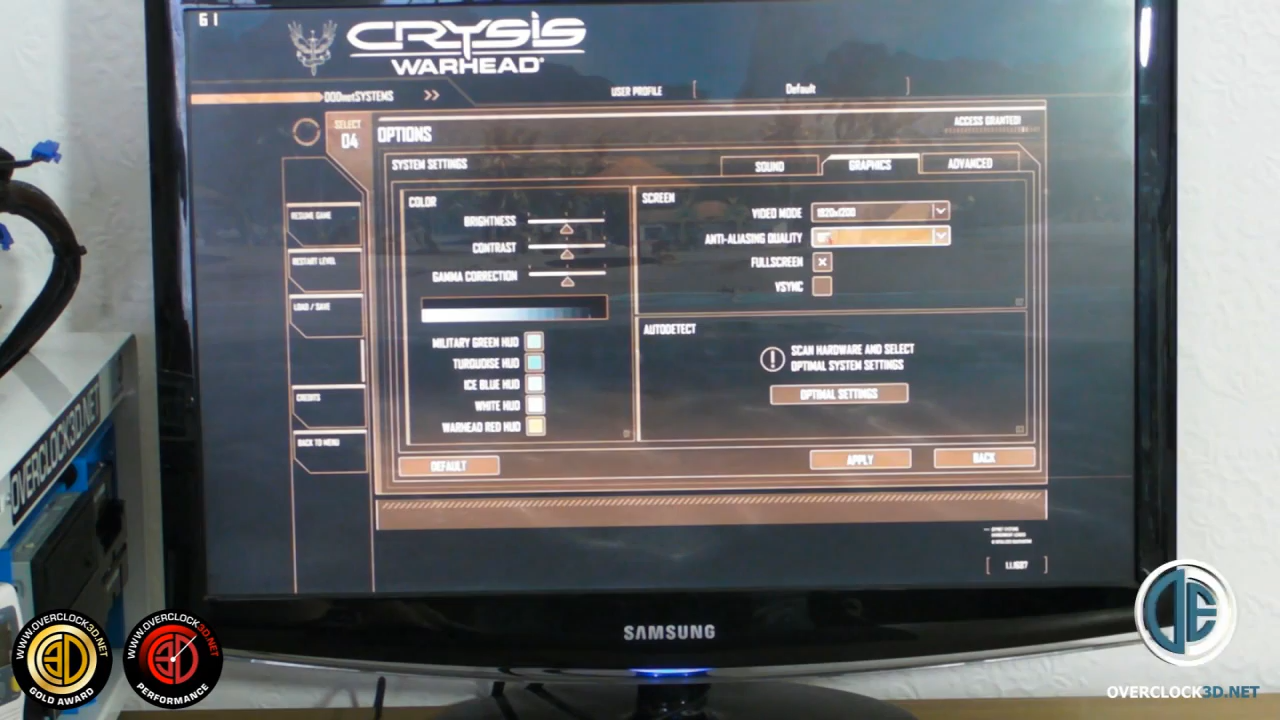 61
CRYSIS
WARHEAD®
DODnetSYSTEMS >>
USER PROFILE [ Default ]
SELECT
04
OPTIONS
ACCESS GRANTED!
SYSTEM SETTINGS
SOUND
GRAPHICS
ADVANCED
COLOR
BRIGHTNESS
CONTRAST
GAMMA CORRECTION
MILITARY GREEN HUD
TURQUOISE HUD
ICE BLUE HUD
WHITE HUD
WARHEAD RED HUD
DEFAULT
SCREEN
VIDEO MODE
ANTI-ALIASING QUALITY
FULLSCREEN
VSYNC
AUTODETECT
SCAN HARDWARE AND SELECT
OPTIMAL SYSTEM SETTINGS
OPTIMAL SETTINGS
APPLY
BACK
RESUME GAME
RESTART LEVEL
LOAD / SAVE
CREDITS
BACK TO MENU
SAMSUNG
OVERCLOCK3D.NET
WWW.OVERCLOCK3D.NET
3D
GOLD AWARD
WWW.OVERCLOCK3D.NET
3D
PERFORMANCE
OVERCLOCK3D.NET